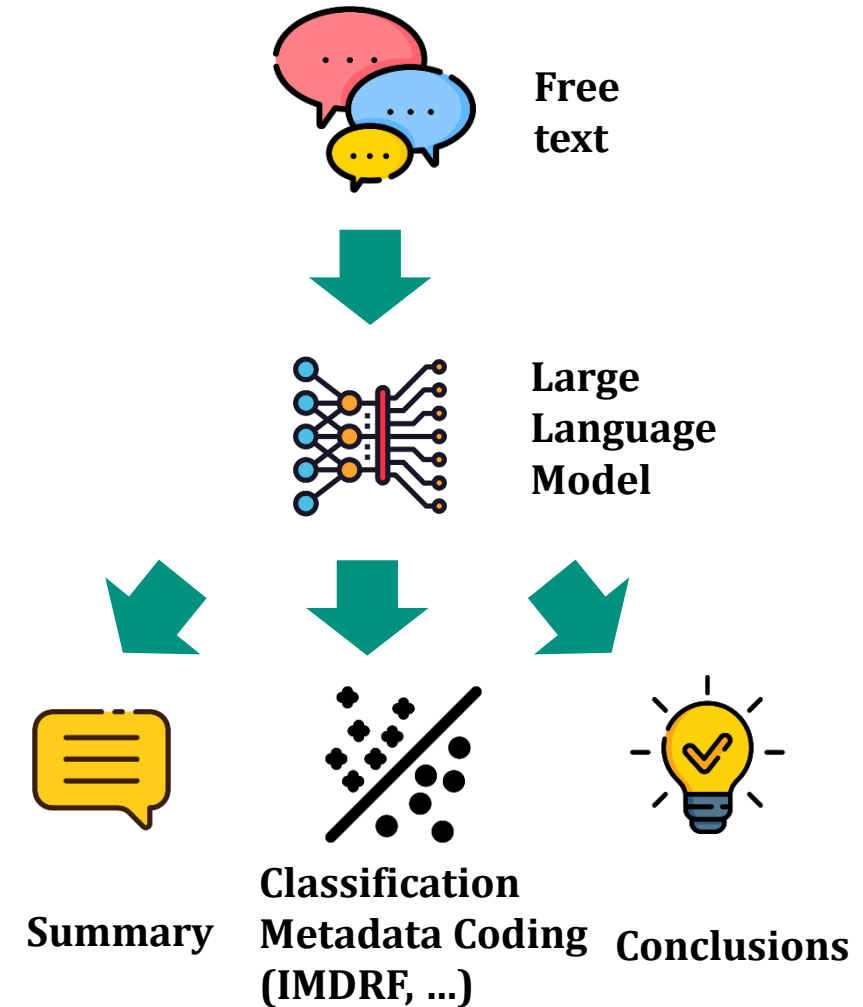 Free
text
Large
Language
Model
Summary
Classification
Metadata Coding
(IMDRF, ...)
Conclusions